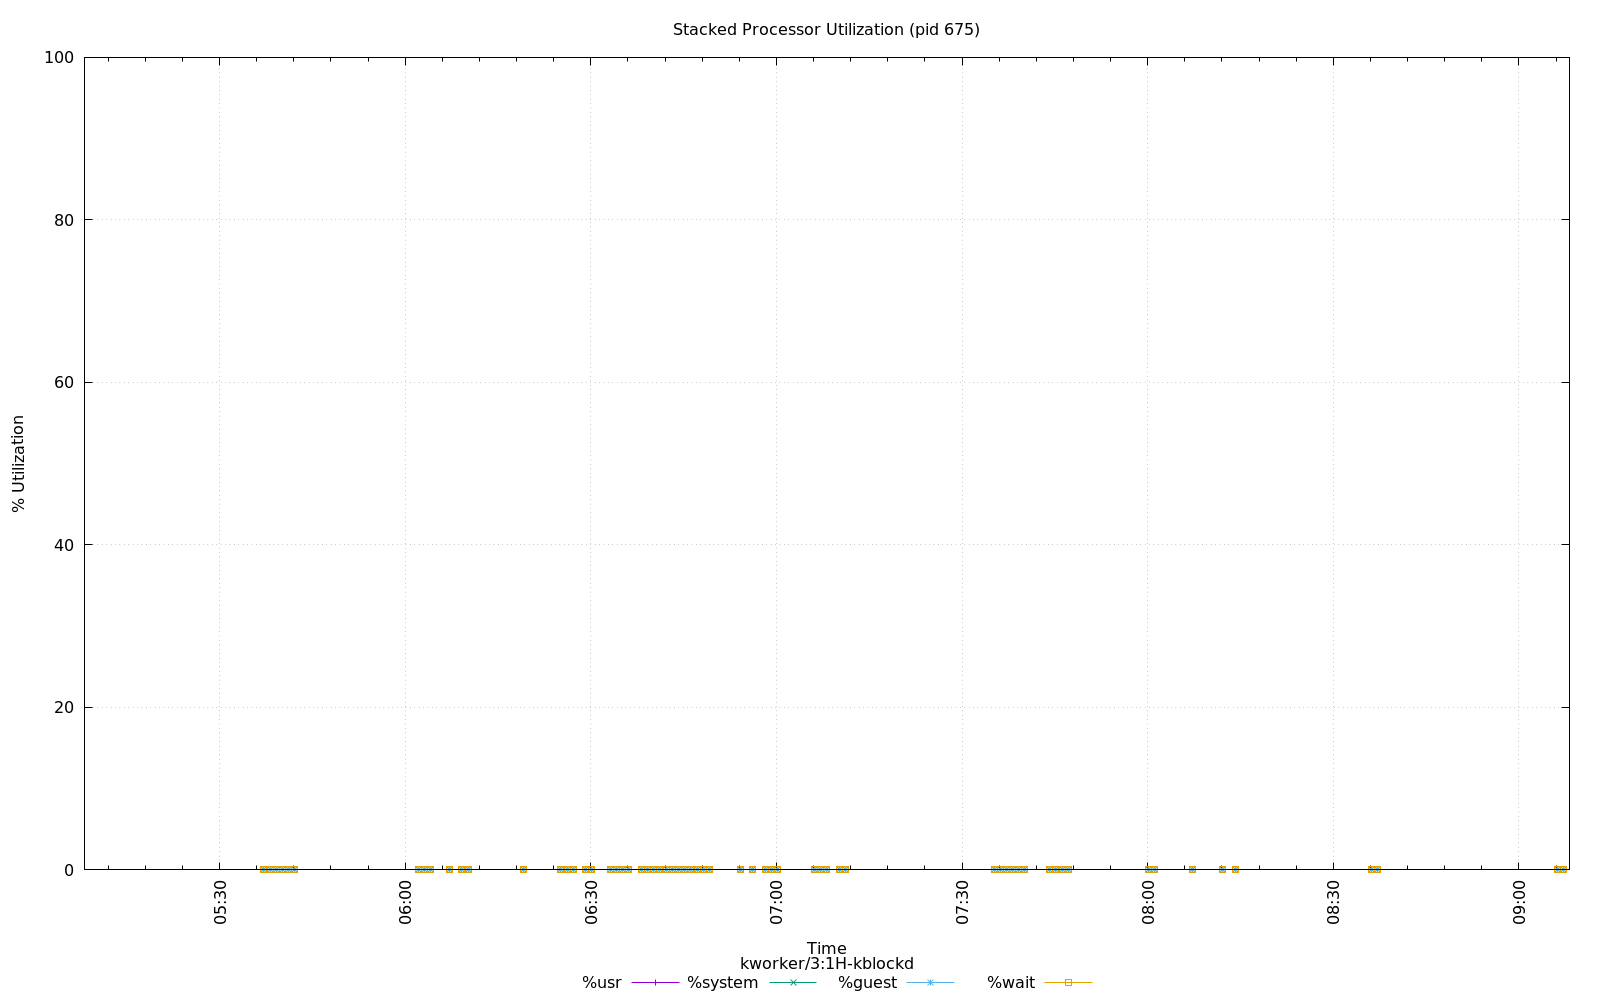 Stacked Processor Utilization (pid 675)
100
80
60
40
20
0
% Utilization
05:30 06:00 06:30 07:00 07:30 08:00 08:30 09:00
Time
kworker/3:1H-kblockd
%usr %system %guest %wait